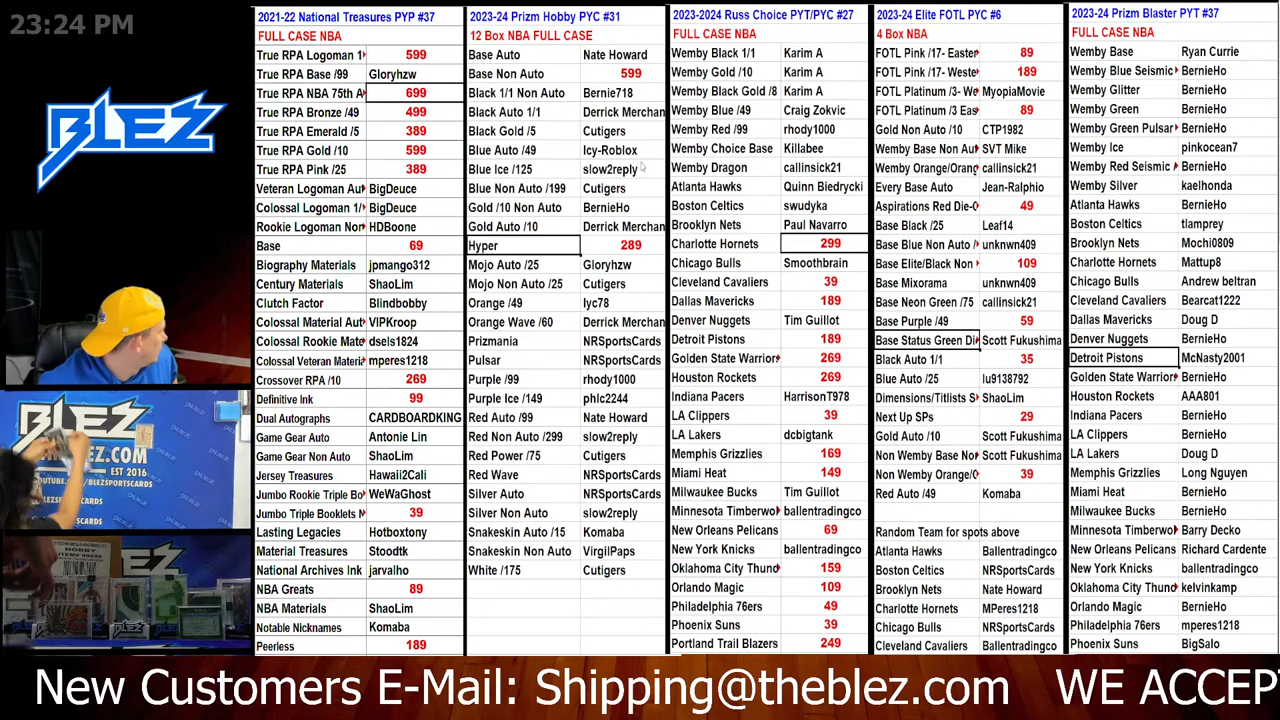 23:24 PM
BLEZ
BLEZ
EST 2016
2021-22 National Treasures PYP #37
FULL CASE NBA
True RPA Logoman 1 599
True RPA Base /99 Gloryhzw
True RPA NBA 75th A 699
True RPA Bronze /49 499
True RPA Emerald /5 389
True RPA Gold /10 599
True RPA Pink /25 389
Veteran Logoman Au BigDeuce
Colossal Logoman 1/ BigDeuce
Rookie Logoman Nor HDBoone
Base 69
Biography Materials jpmango312
Century Materials ShaoLim
Clutch Factor Blindbobby
Colossal Material Aut VIPKroop
Colossal Rookie Mate dsels1824
Colossal Veteran Materi mperes1218
Crossover RPA /10 269
Definitive Ink 99
Dual Autographs CARDBOARDKING
Game Gear Auto Antonie Lin
Game Gear Non Auto ShaoLim
Jersey Treasures Hawaii2Cali
Jumbo Rookie Triple Bo WeWaGhost
Jumbo Triple Booklets N 39
Lasting Legacies Hotboxtony
Material Treasures Stoodtk
National Archives Ink jarvalho
NBA Greats 89
NBA Materials ShaoLim
Notable Nicknames Komaba
Peerless 189
2023-24 Prizm Hobby PYC #31
12 Box NBA FULL CASE
Base Auto Nate Howard
Base Non Auto 599
Black 1/1 Non Auto Bernie718
Black Auto 1/1 Derrick Merchan
Black Gold /5 Cutigers
Blue Auto /49 Icy-Roblox
Blue Ice /125 slow2reply
Blue Non Auto /199 Cutigers
Gold /10 Non Auto BernieHo
Gold Auto /10 Derrick Merchan
Hyper 289
Mojo Auto /25 Gloryhzw
Mojo Non Auto /25 Cutigers
Orange /49 lyc78
Orange Wave /60 Derrick Merchan
Prizmania NRSportsCards
Pulsar NRSportsCards
Purple /99 rhody1000
Purple Ice /149 phlc2244
Red Auto /99 Nate Howard
Red Non Auto /299 slow2reply
Red Power /75 Cutigers
Red Wave NRSportsCards
Silver Auto NRSportsCards
Silver Non Auto slow2reply
Snakeskin Auto /15 Komaba
Snakeskin Non Auto VirgilPaps
White /175 Cutigers
2023-2024 Russ Choice PYT/PYC #27
FULL CASE NBA
Wemby Black 1/1 Karim A
Wemby Gold /10 Karim A
Wemby Black Gold /8 Karim A
Wemby Blue /49 Craig Zokvic
Wemby Red /99 rhody1000
Wemby Choice Base Killabee
Wemby Dragon callinsick21
Atlanta Hawks Quinn Biedrycki
Boston Celtics swudyka
Brooklyn Nets Paul Navarro
Charlotte Hornets 299
Chicago Bulls Smoothbrain
Cleveland Cavaliers 39
Dallas Mavericks 189
Denver Nuggets Tim Guillot
Detroit Pistons 189
Golden State Warrior 269
Houston Rockets 269
Indiana Pacers HarrisonT978
LA Clippers 39
LA Lakers dcbigtank
Memphis Grizzlies 169
Miami Heat 149
Milwaukee Bucks Tim Guillot
Minnesota Timberwo ballentradingco
New Orleans Pelicans 69
New York Knicks ballentradingco
Oklahoma City Thunc 159
Orlando Magic 109
Philadelphia 76ers 49
Phoenix Suns 39
Portland Trail Blazers 249
2023-24 Elite FOTL PYC #6
4 Box NBA
FOTL Pink /17- Easter 89
FOTL Pink /17- Weste 189
FOTL Platinum /3- We MyopiaMovie
FOTL Platinum /3 Eas 89
Gold Non Auto /10 CTP1982
Wemby Base Non Au SVT Mike
Wemby Orange/Oran callinsick21
Every Base Auto Jean-Ralphio
Aspirations Red Die-C 49
Base Black /25 Leaf14
Base Blue Non Auto / unknwn409
Base Elite/Black Non 109
Base Mixorama unknwn409
Base Neon Green /75 callinsick21
Base Purple /49 59
Base Status Green Di Scott Fukushima
Black Auto 1/1 35
Blue Auto /25 lu9138792
Dimensions/Titlists S ShaoLim
Next Up SPs 29
Gold Auto /10 Scott Fukushima
Non Wemby Base No Scott Fukushima
Non Wemby Orange/O 39
Red Auto /49 Komaba
Random Team for spots above
Atlanta Hawks Ballentradingco
Boston Celtics NRSportsCards
Brooklyn Nets Nate Howard
Charlotte Hornets MPeres1218
Chicago Bulls NRSportsCards
Cleveland Cavaliers Ballentradingco
2023-24 Prizm Blaster PYT #37
FULL CASE NBA
Wemby Base Ryan Currie
Wemby Blue Seismic BernieHo
Wemby Glitter BernieHo
Wemby Green BernieHo
Wemby Green Pulsar BernieHo
Wemby Ice pinkocean7
Wemby Red Seismic BernieHo
Wemby Silver kaelhonda
Atlanta Hawks BernieHo
Boston Celtics tlamprey
Brooklyn Nets Mochi0809
Charlotte Hornets Mattup8
Chicago Bulls Andrew beltran
Cleveland Cavaliers Bearcat1222
Dallas Mavericks Doug D
Denver Nuggets BernieHo
Detroit Pistons McNasty2001
Golden State Warrior BernieHo
Houston Rockets AAA801
Indiana Pacers BernieHo
LA Clippers BernieHo
LA Lakers Doug D
Memphis Grizzlies Long Nguyen
Miami Heat BernieHo
Milwaukee Bucks BernieHo
Minnesota Timberwo Barry Decko
New Orleans Pelicans Richard Cardente
New York Knicks ballentradingco
Oklahoma City Thun kelvinkamp
Orlando Magic BernieHo
Philadelphia 76ers mperes1218
Phoenix Suns BigSalo
New Customers E-Mail: Shipping@theblez.com WE ACCEP